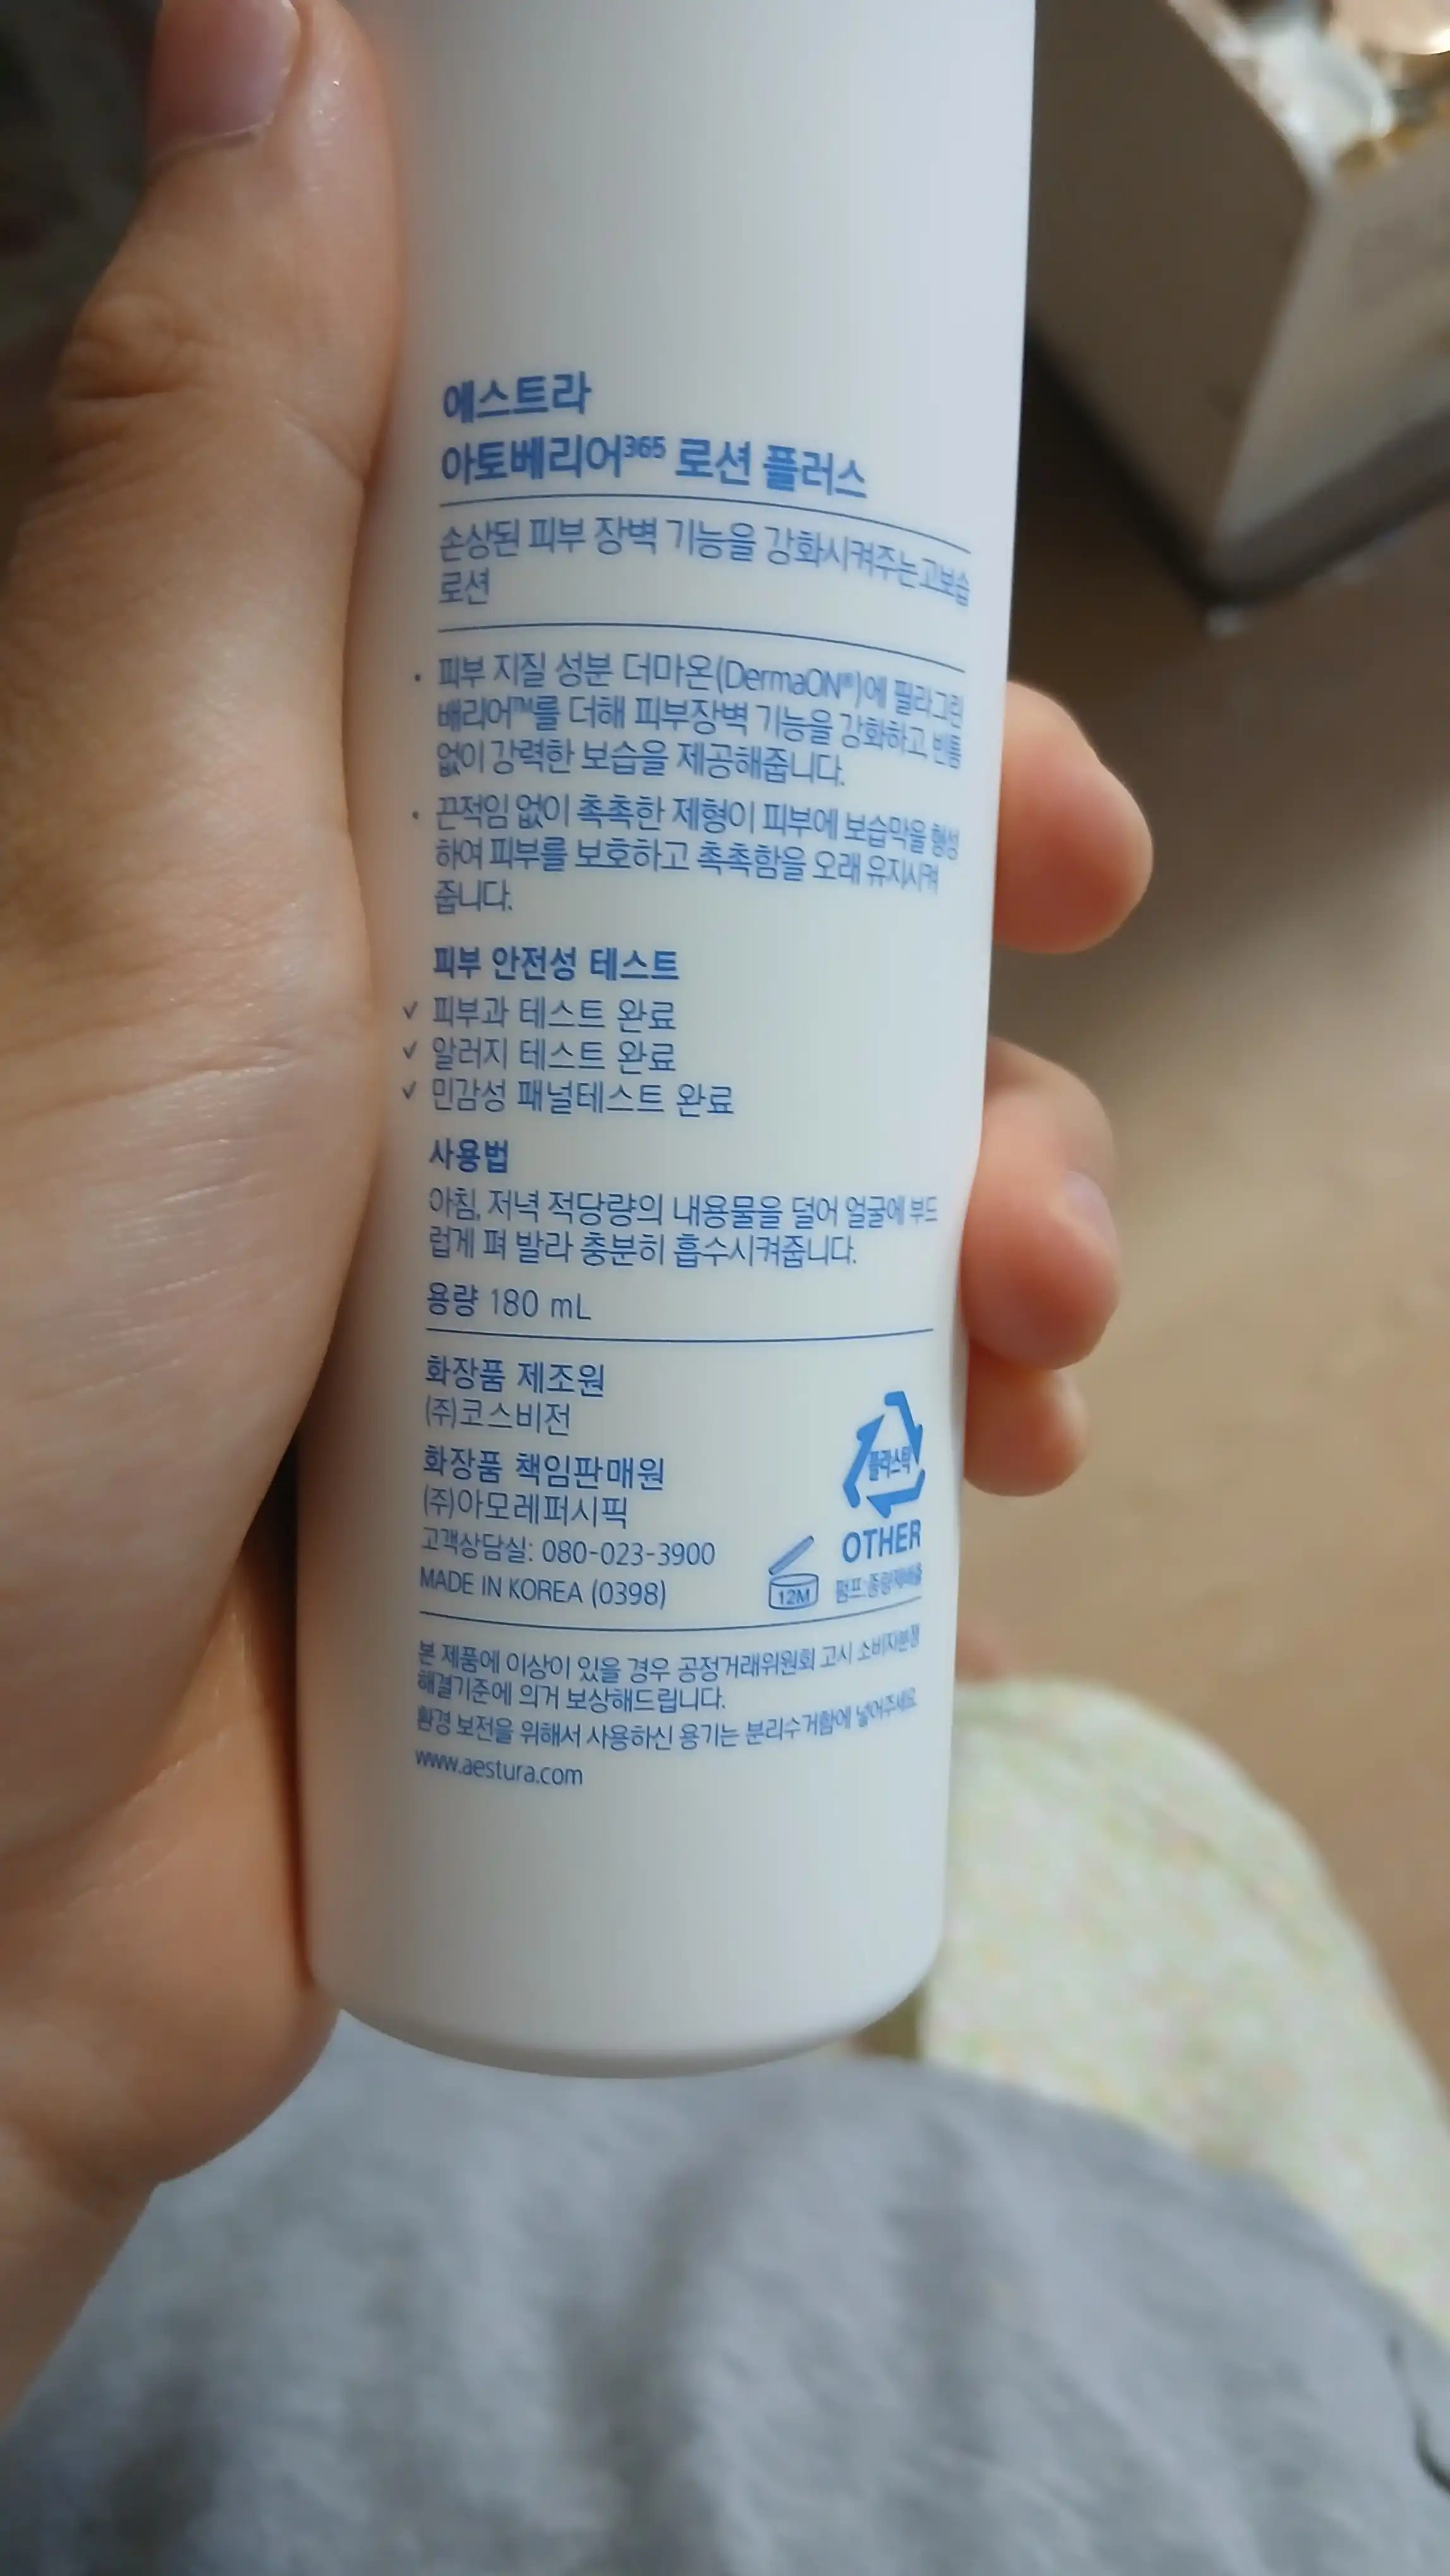 에스트라
아토베리어³⁶⁵ 로션 플러스
손상된 피부 장벽 기능을 강화시켜주는 고보습
로션
· 피부 지질 성분 더마온(DermaON®)에 필라그린
배리어™를 더해 피부장벽 기능을 강화하고, 빈틈
없이 강력한 보습을 제공해줍니다.
· 끈적임 없이 촉촉한 제형이 피부에 보습막을 형성
하여 피부를 보호하고 촉촉함을 오래 유지시켜
줍니다.
피부 안전성 테스트
✓ 피부과 테스트 완료
✓ 알러지 테스트 완료
✓ 민감성 패널테스트 완료
사용법
아침, 저녁 적당량의 내용물을 덜어 얼굴에 부드
럽게 펴 발라 충분히 흡수시켜줍니다.
용량 180 mL
화장품 제조원
(주)코스비전
화장품 책임판매원
(주)아모레퍼시픽
고객상담실: 080-023-3900
MADE IN KOREA (0398)
12M
플라스틱
OTHER
펌프:종량제배출
본 제품에 이상이 있을 경우 공정거래위원회 고시 소비자분쟁
해결기준에 의거 보상해드립니다.
환경 보전을 위해서 사용하신 용기는 분리수거함에 넣어주세요.
www.aestura.com